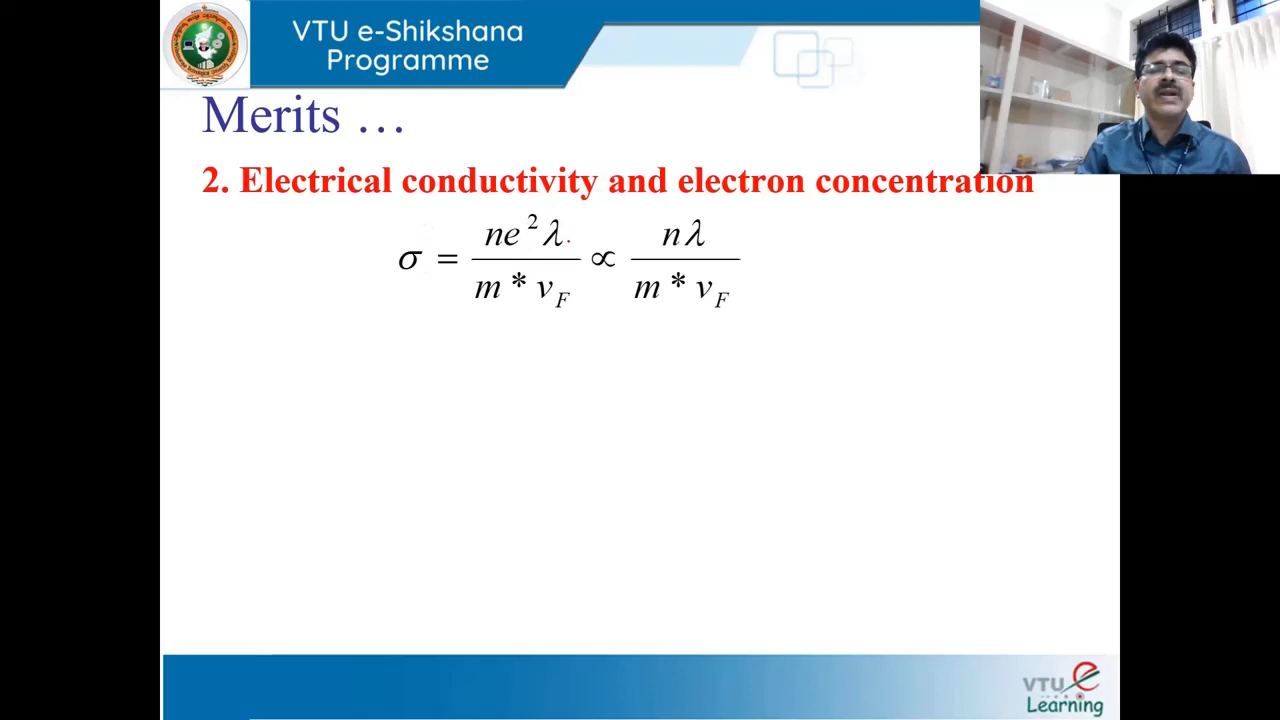 VTU e-Shikshana
Programme
Merits …
2. Electrical conductivity and electron concentration
σ = ne²λ / m* v_F ∝ nλ / m* v_F
VTU e
Learning